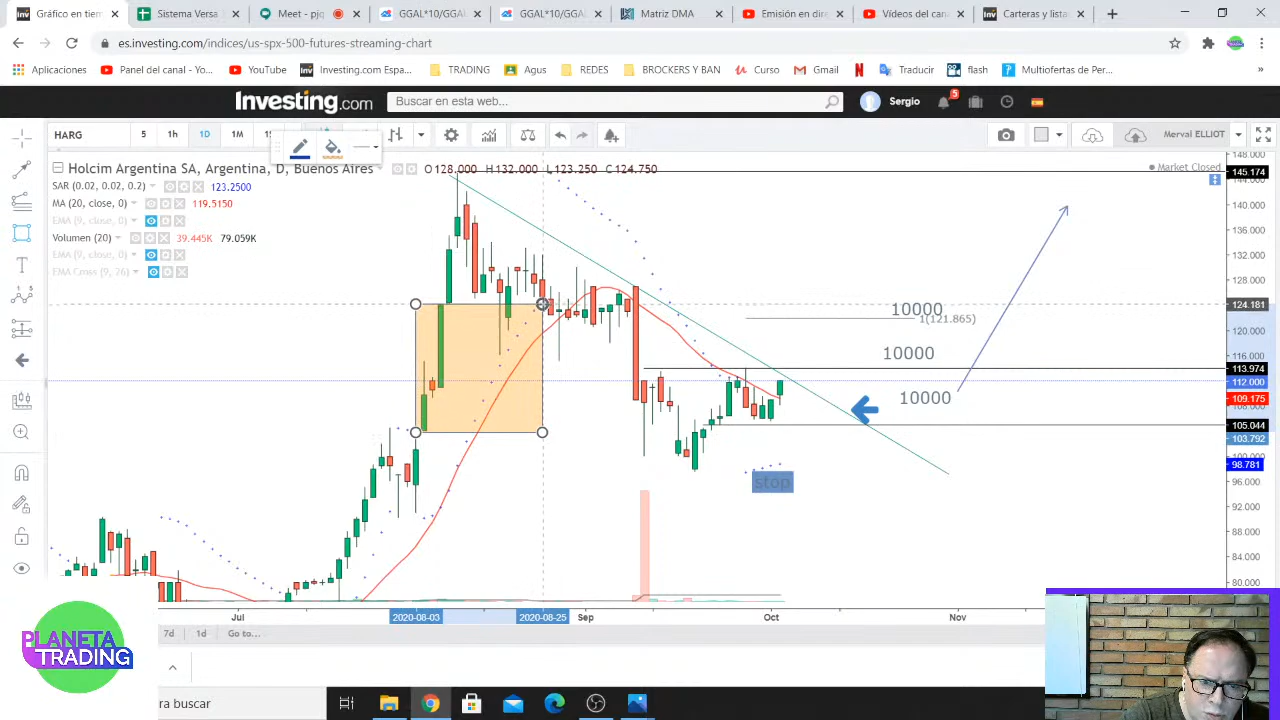 Gráfico en tiem
Sistema Versa
Meet - pjq
GGAL*10/GGAL
GGAL*10/GGAL
Matriz DMA
Emisión en dire
Vídeos del cana
Carteras y listas
es.investing.com/indices/us-spx-500-futures-streaming-chart
Aplicaciones
Panel del canal - Yo...
YouTube
Investing.com Espa...
TRADING
Agus
REDES
BROCKERS Y BAN
Curso
Gmail
Traducir
flash
Multiofertas de Per...
»
Investing.com
Buscar en esta web...
Sergio
5
HARG
5
1h
1D
1M
Merval ELLIOT
Holcim Argentina SA, Argentina, D, Buenos Aires
O 128.000 H 132.000 L 123.250 C 124.750
Market Closed
SAR (0.02, 0.02, 0.2)
123.2500
MA (20, close, 0)
119.5150
EMA (9, close, 0)
Volumen (20)
39.445K 79.059K
EMA (9, close, 0)
EMA Cross (9, 26)
148.000
145.174
144.000
140.000
136.000
132.000
128.000
124.181
120.000
116.000
113.974
112.000
109.175
108.000
105.044
103.792
100.000
98.781
96.000
92.000
88.000
84.000
80.000
10000
1(121.865)
10000
10000
stop
Jul
2020-08-03
2020-08-25
Sep
Oct
Nov
7d
1d
Go to...
PLANETA
TRADING
ra buscar